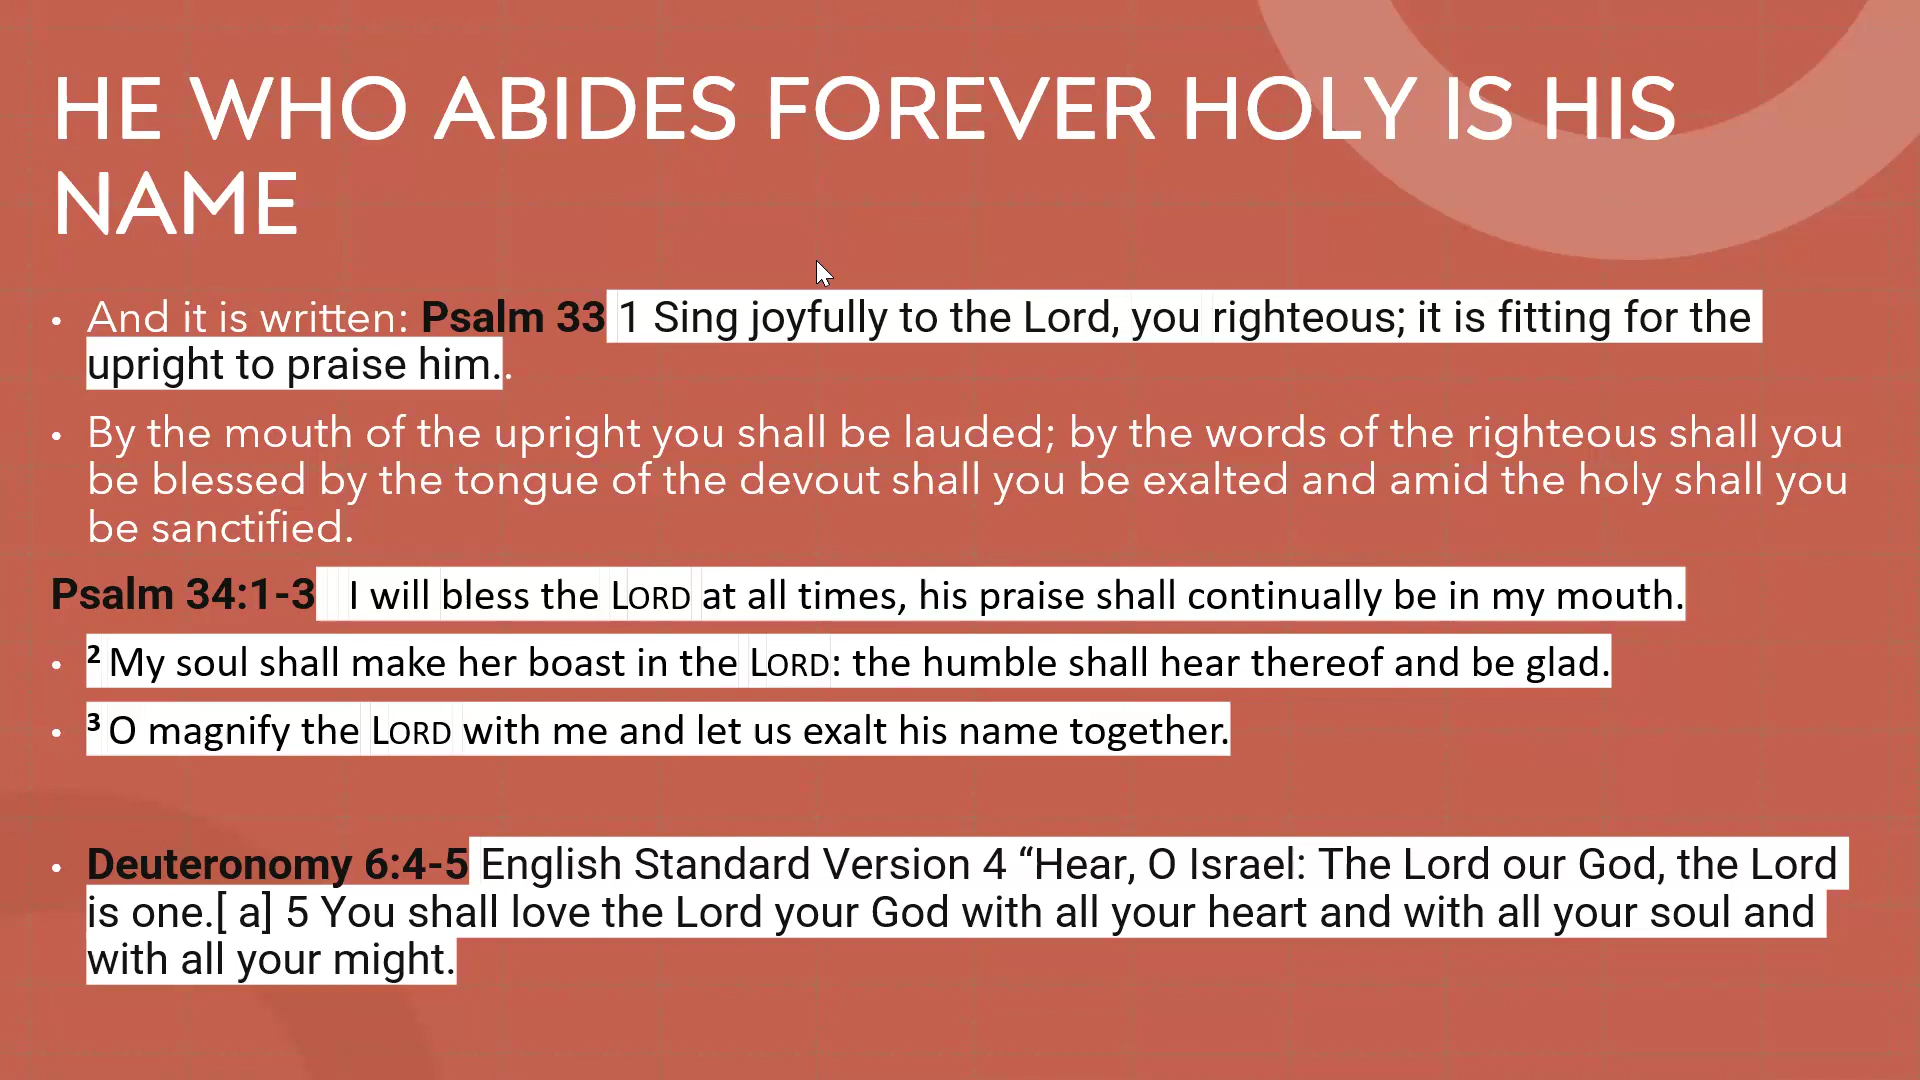 HE WHO ABIDES FOREVER HOLY IS HIS
NAME
• And it is written: Psalm 33 1 Sing joyfully to the Lord, you righteous; it is fitting for the
upright to praise him..
• By the mouth of the upright you shall be lauded; by the words of the righteous shall you
be blessed by the tongue of the devout shall you be exalted and amid the holy shall you
be sanctified.
Psalm 34:1-3 I will bless the LORD at all times, his praise shall continually be in my mouth.
• 2 My soul shall make her boast in the LORD: the humble shall hear thereof and be glad.
• 3 O magnify the LORD with me and let us exalt his name together.
• Deuteronomy 6:4-5 English Standard Version 4 “Hear, O Israel: The Lord our God, the Lord
is one.[ a] 5 You shall love the Lord your God with all your heart and with all your soul and
with all your might.